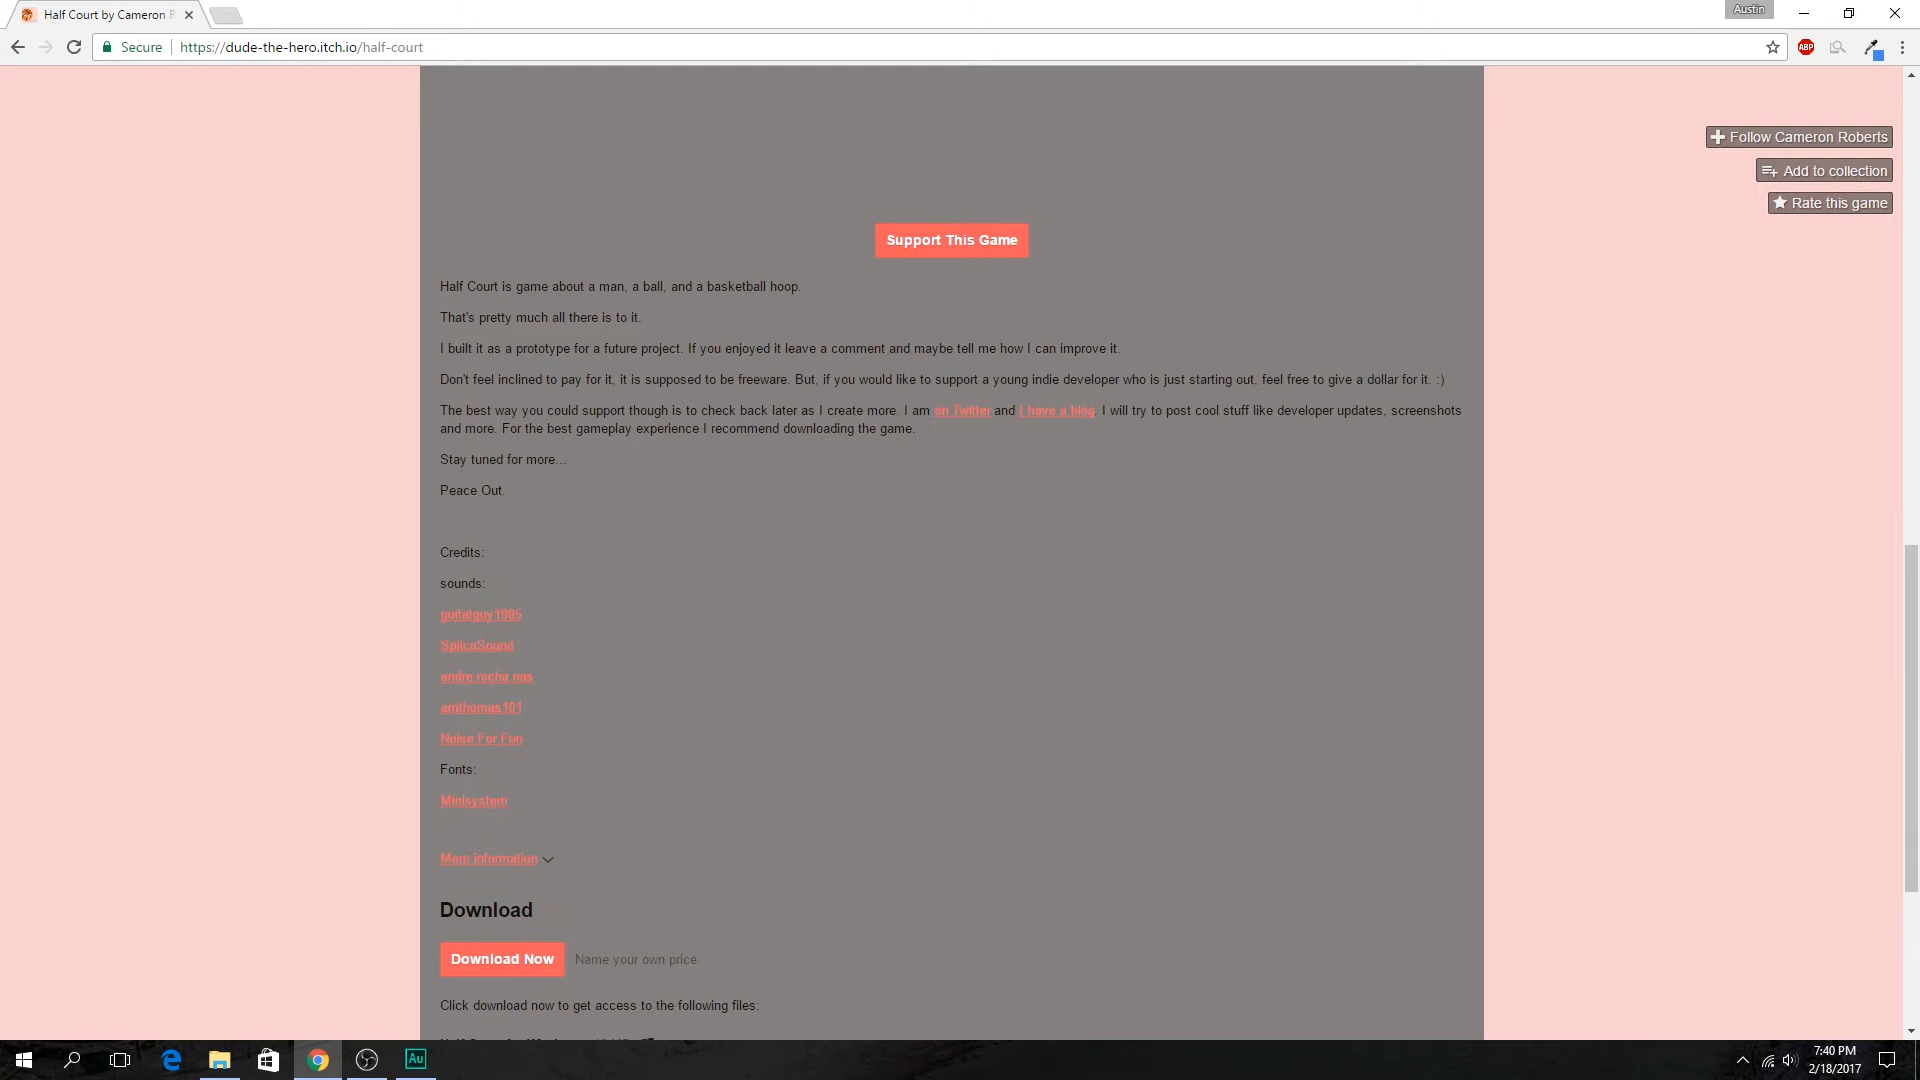 Half Court by Cameron R
Austin
Secure
https://dude-the-hero.itch.io/half-court
ABP
Follow Cameron Roberts
Add to collection
Rate this game
Support This Game
Half Court is game about a man, a ball, and a basketball hoop.
That's pretty much all there is to it.
I built it as a prototype for a future project. If you enjoyed it leave a comment and maybe tell me how I can improve it.
Don't feel inclined to pay for it, it is supposed to be freeware. But, if you would like to support a young indie developer who is just starting out, feel free to give a dollar for it. :)
The best way you could support though is to check back later as I create more. I am on Twitter and I have a blog. I will try to post cool stuff like developer updates, screenshots
and more. For the best gameplay experience I recommend downloading the game.
Stay tuned for more...
Peace Out.
Credits:
sounds:
guitarguy1985
SpliceSound
andre.rocha.nas
amthomas101
Noise For Fun
Fonts:
Minisystem
More information
Download
Download Now
Name your own price
Click download now to get access to the following files:
Au
7:40 PM
2/18/2017